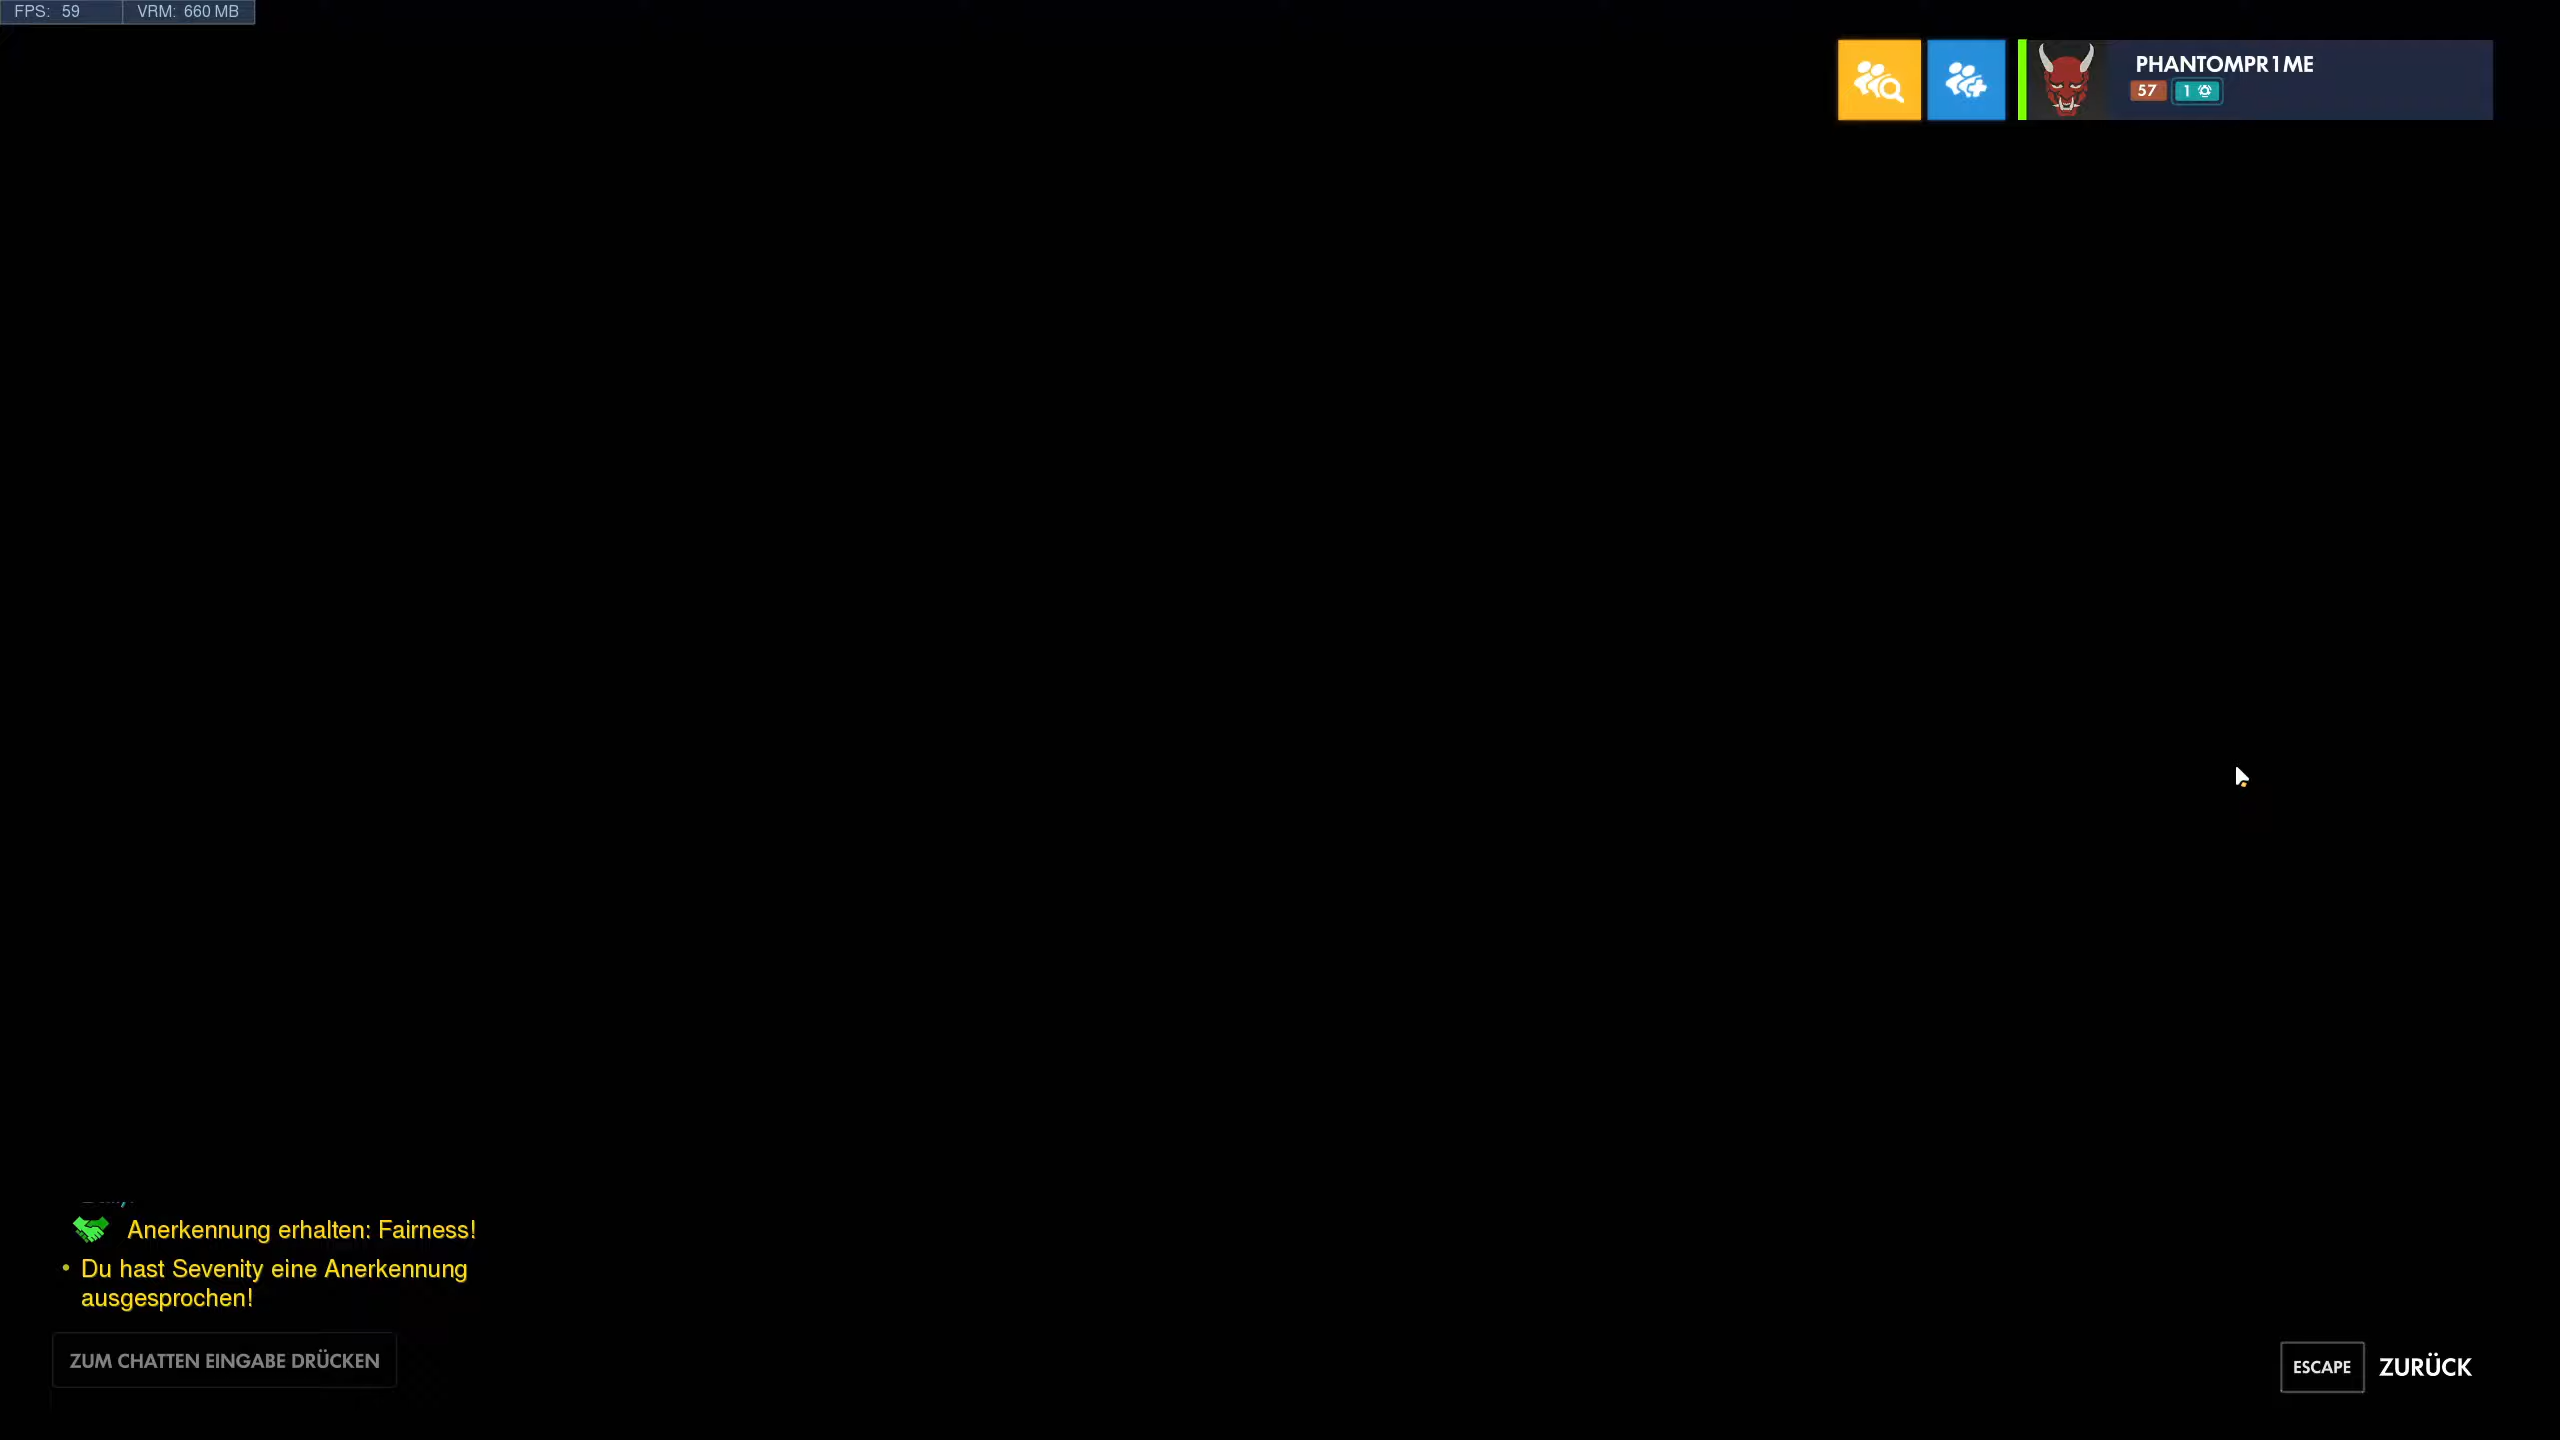 FPS: 59 VRM: 660 MB
PHANTOMPR1ME
57 1
Anerkennung erhalten: Fairness!
• Du hast Sevenity eine Anerkennung
ausgesprochen!
ZUM CHATTEN EINGABE DRÜCKEN
ESCAPE ZURÜCK